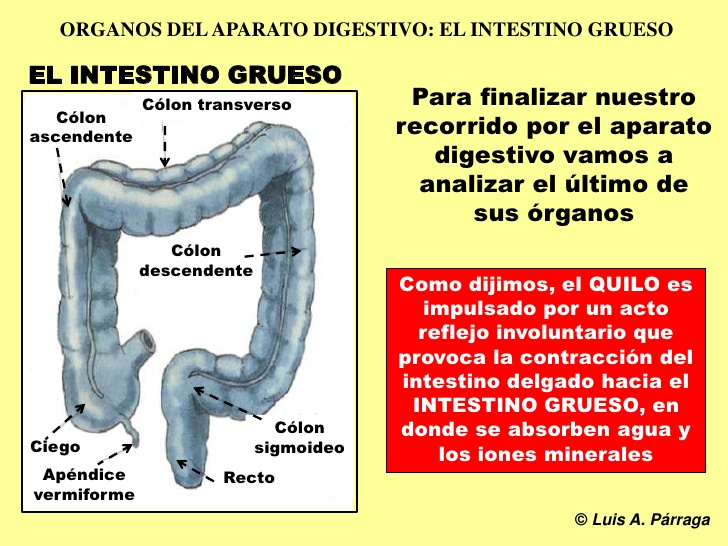 ORGANOS DEL APARATO DIGESTIVO: EL INTESTINO GRUESO
EL INTESTINO GRUESO
Cólon transverso
Cólon
ascendente
Cólon
descendente
Cólon
sigmoideo
Ciego
Apéndice
vermiforme
Recto
Para finalizar nuestro
recorrido por el aparato
digestivo vamos a
analizar el último de
sus órganos
Como dijimos, el QUILO es
impulsado por un acto
reflejo involuntario que
provoca la contracción del
intestino delgado hacia el
INTESTINO GRUESO, en
donde se absorben agua y
los iones minerales
© Luis A. Párraga